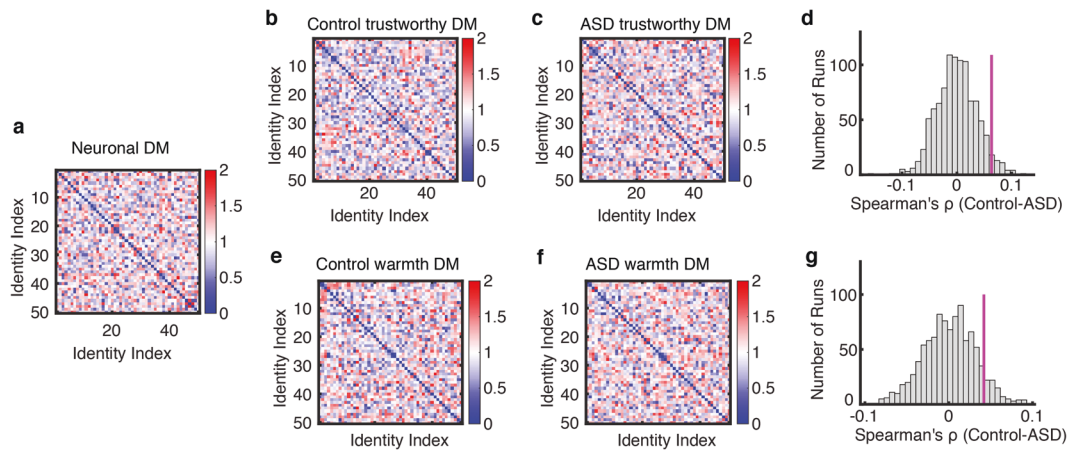 a
Neuronal DM
Identity Index
10
20
30
40
50
20
40
Identity Index
2
1.5
1
0.5
0
b
Control trustworthy DM
Identity Index
10
20
30
40
50
20
40
Identity Index
2
1.5
1
0.5
0
c
ASD trustworthy DM
Identity Index
10
20
30
40
50
20
40
Identity Index
2
1.5
1
0.5
0
d
Number of Runs
100
50
0
-0.1
0
0.1
Spearman's ρ (Control-ASD)
e
Control warmth DM
Identity Index
10
20
30
40
50
Identity Index
2
1.5
1
0.5
0
f
ASD warmth DM
Identity Index
10
20
30
40
50
Identity Index
2
1.5
1
0.5
0
g
Number of Runs
100
50
0
-0.1
0
0.1
Spearman's ρ (Control-ASD)